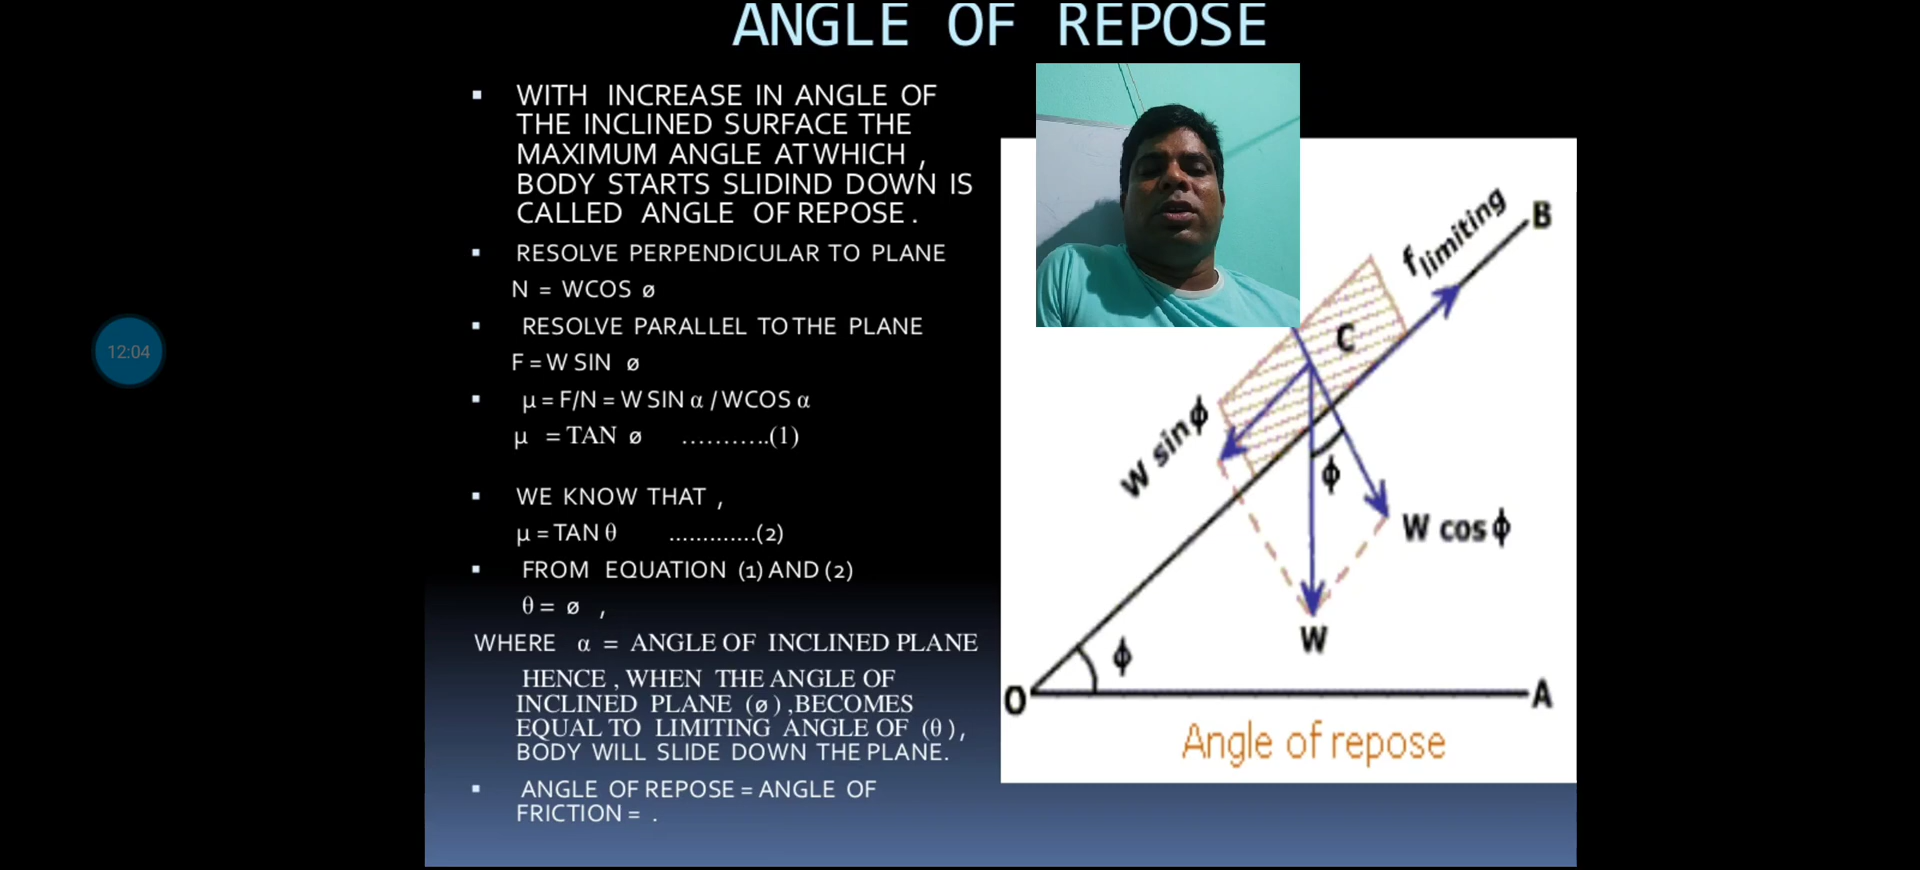 ANGLE OF REPOSE
▪ WITH INCREASE IN ANGLE OF
THE INCLINED SURFACE THE
MAXIMUM ANGLE AT WHICH ,
BODY STARTS SLIDIND DOWN IS
CALLED ANGLE OF REPOSE .
▪ RESOLVE PERPENDICULAR TO PLANE
N = WCOS ø
▪ RESOLVE PARALLEL TO THE PLANE
F = W SIN ø
▪ μ = F/N = W SIN α / WCOS α
μ = TAN ø ………..(1)
▪ WE KNOW THAT ,
μ = TAN θ .............(2)
▪ FROM EQUATION (1) AND (2)
θ = ø ,
WHERE α = ANGLE OF INCLINED PLANE
HENCE , WHEN THE ANGLE OF
INCLINED PLANE (ø) ,BECOMES
EQUAL TO LIMITING ANGLE OF (θ),
BODY WILL SLIDE DOWN THE PLANE.
▪ ANGLE OF REPOSE = ANGLE OF
FRICTION = .
12:04
B
flimiting
C
W sinϕ
ϕ
W cosϕ
W
ϕ
O
A
Angle of repose